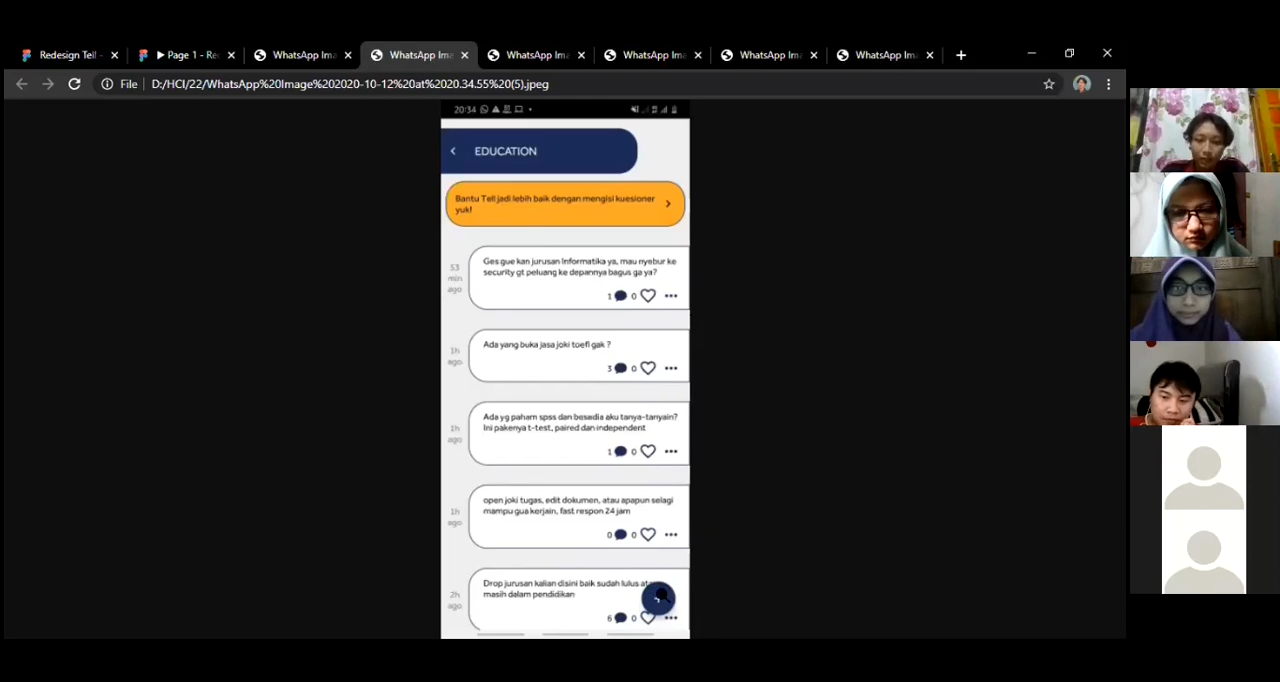 Redesign Tell -
Page 1 - Re
WhatsApp Ima
WhatsApp Ima
WhatsApp Ima
WhatsApp Ima
WhatsApp Ima
WhatsApp Ima
File
D:/HCI/22/WhatsApp%20Image%202020-10-12%20at%2020.34.55%20(5).jpeg
20:34
EDUCATION
Bantu Tell jadi lebih baik dengan mengisi kuesioner
yuk!
53
min
ago
Ges gue kan jurusan Informatika ya, mau nyebur ke
security gt peluang ke depannya bagus ga ya?
1 0
1h
ago
Ada yang buka jasa joki toefl gak ?
3 0
1h
ago
Ada yg paham spss dan besadia aku tanya-tanyain?
Ini pakenya t-test, paired dan independent
1 0
1h
ago
open joki tugas, edit dokumen, atau apapun selagi
mampu gua kerjain, fast respon 24 jam
0 0
2h
ago
Drop jurusan kalian disini baik sudah lulus
masih dalam pendidikan
6 0